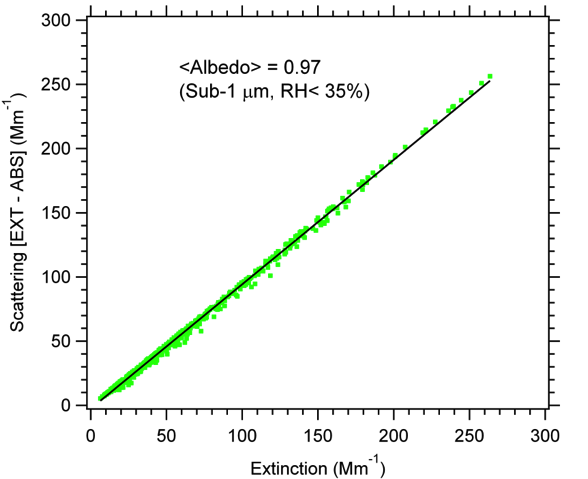 300
250
200
150
100
50
0
Scattering [EXT - ABS] (Mm⁻¹)
<Albedo> = 0.97
(Sub-1 μm, RH< 35%)
0 50 100 150 200 250 300
Extinction (Mm⁻¹)